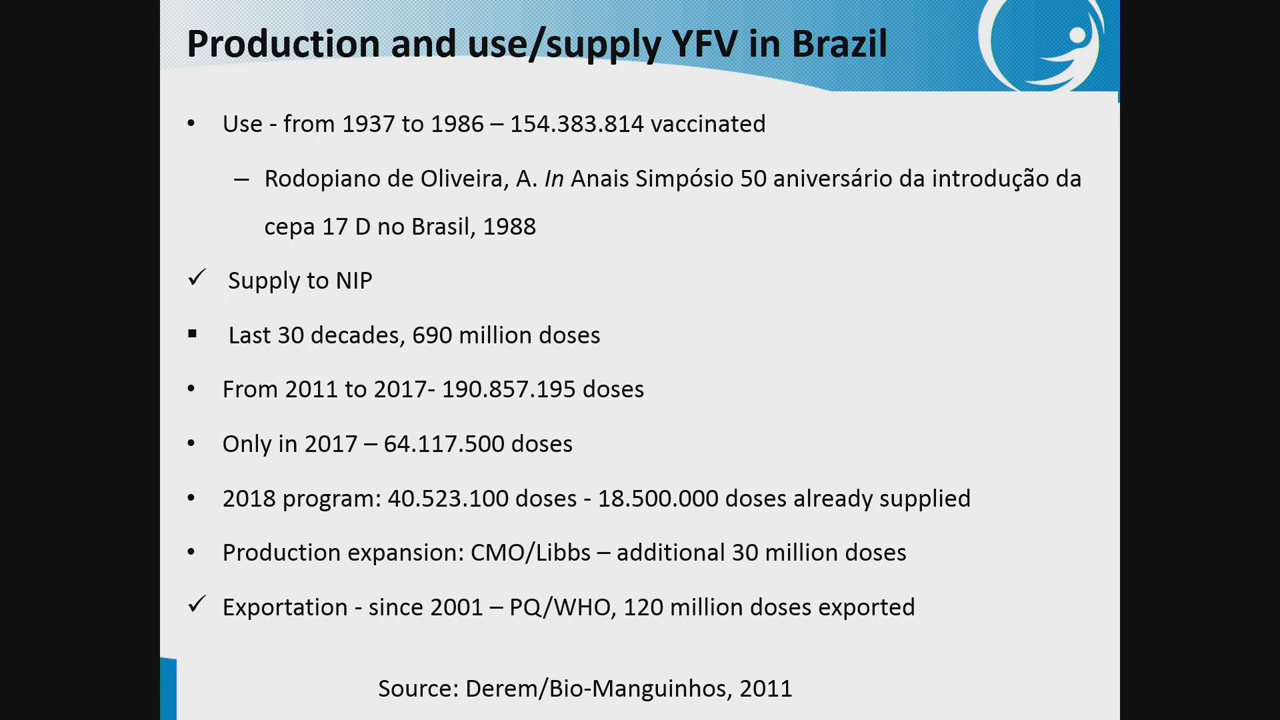 Production and use/supply YFV in Brazil
• Use - from 1937 to 1986 – 154.383.814 vaccinated
– Rodopiano de Oliveira, A. In Anais Simpósio 50 aniversário da introdução da
cepa 17 D no Brasil, 1988
✓ Supply to NIP
▪ Last 30 decades, 690 million doses
• From 2011 to 2017- 190.857.195 doses
• Only in 2017 – 64.117.500 doses
• 2018 program: 40.523.100 doses - 18.500.000 doses already supplied
• Production expansion: CMO/Libbs – additional 30 million doses
✓ Exportation - since 2001 – PQ/WHO, 120 million doses exported
Source: Derem/Bio-Manguinhos, 2011